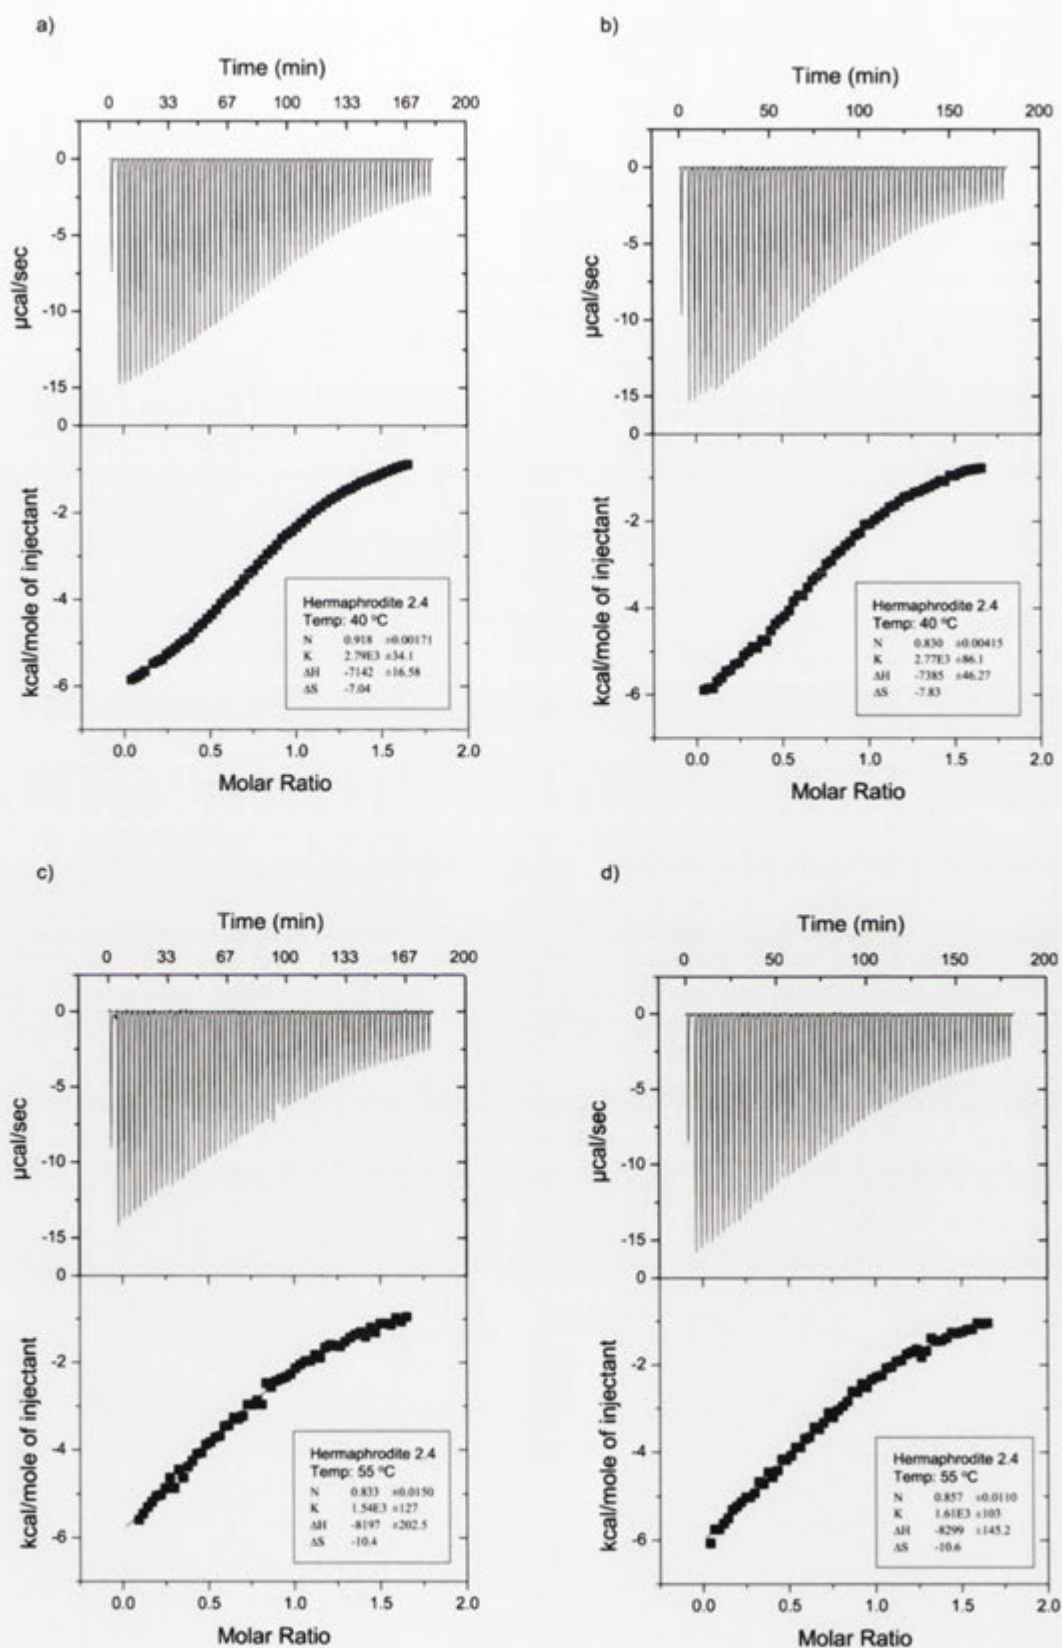 a)
Time (min)
0 33 67 100 133 167 200
0
-5
-10
-15
µcal/sec
0
-2
-4
-6
kcal/mole of injectant
Hermaphrodite 2.4
Temp: 40 ºC
N 0.918 ±0.00171
K 2.79E3 ±34.1
ΔH -7142 ±16.58
ΔS -7.04
0.0 0.5 1.0 1.5 2.0
Molar Ratio
b)
Time (min)
0 50 100 150 200
0
-5
-10
-15
µcal/sec
0
-2
-4
-6
kcal/mole of injectant
Hermaphrodite 2.4
Temp: 40 ºC
N 0.830 ±0.00415
K 2.77E3 ±86.1
ΔH -7385 ±46.27
ΔS -7.83
0.0 0.5 1.0 1.5 2.0
Molar Ratio
c)
Time (min)
0 33 67 100 133 167 200
0
-5
-10
-15
µcal/sec
0
-2
-4
-6
kcal/mole of injectant
Hermaphrodite 2.4
Temp: 55 ºC
N 0.833 ±0.0150
K 1.54E3 ±127
ΔH -8197 ±202.5
ΔS -10.4
0.0 0.5 1.0 1.5 2.0
Molar Ratio
d)
Time (min)
0 50 100 150 200
0
-5
-10
-15
µcal/sec
0
-2
-4
-6
kcal/mole of injectant
Hermaphrodite 2.4
Temp: 55 ºC
N 0.857 ±0.0110
K 1.61E3 ±103
ΔH -8299 ±145.2
ΔS -10.6
0.0 0.5 1.0 1.5 2.0
Molar Ratio